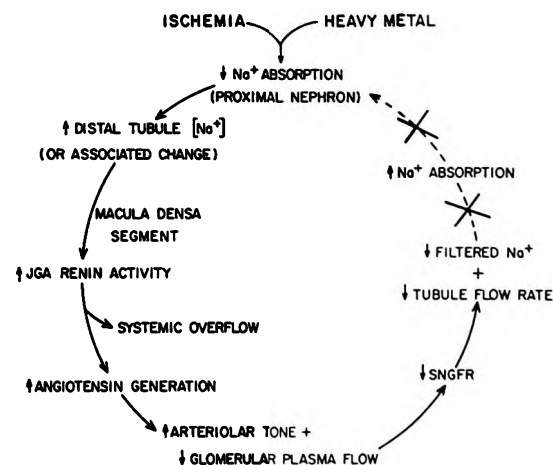 ISCHEMIA HEAVY METAL
↓ Na⁺ ABSORPTION
(PROXIMAL NEPHRON)
↑ DISTAL TUBULE [Na⁺]
(OR ASSOCIATED CHANGE)
MACULA DENSA
SEGMENT
↑ JGA RENIN ACTIVITY
SYSTEMIC OVERFLOW
↑ ANGIOTENSIN GENERATION
↑ ARTERIOLAR TONE +
↓ GLOMERULAR PLASMA FLOW
↓ SNGFR
↓ FILTERED Na⁺
+
↓ TUBULE FLOW RATE
↑ Na⁺ ABSORPTION